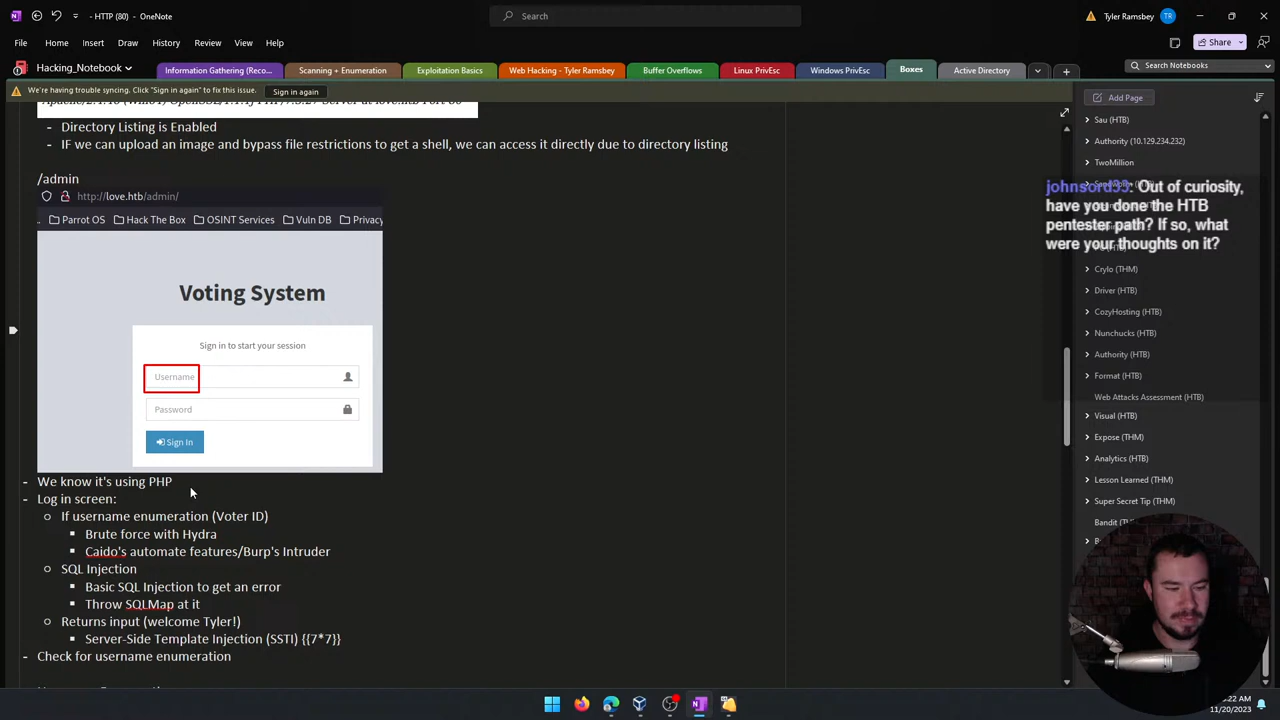 - HTTP (80) - OneNote
Search
Tyler Ramsbey
TR
File Home Insert Draw History Review View Help
Share
Hacking_Notebook
Information Gathering (Reco...
Scanning + Enumeration
Exploitation Basics
Web Hacking - Tyler Ramsbey
Buffer Overflows
Linux PrivEsc
Windows PrivEsc
Boxes
Active Directory
Search Notebooks
We're having trouble syncing. Click "Sign in again" to fix this issue.
Sign in again
Add Page
- Directory Listing is Enabled
- IF we can upload an image and bypass file restrictions to get a shell, we can access it directly due to directory listing
/admin
http://love.htb/admin/
Parrot OS Hack The Box OSINT Services Vuln DB Privacy
Voting System
Sign in to start your session
Username
Password
Sign In
- We know it's using PHP
- Log in screen:
If username enumeration (Voter ID)
Brute force with Hydra
Caido's automate features/Burp's Intruder
SQL Injection
Basic SQL Injection to get an error
Throw SQLMap at it
Returns input (welcome Tyler!)
Server-Side Template Injection (SSTI) {{7*7}}
- Check for username enumeration
Sau (HTB)
Authority (10.129.234.232)
TwoMillion
johnsord33: Out of curiosity,
have you done the HTB
pentester path? If so, what
were your thoughts on it?
Crylo (THM)
Driver (HTB)
CozyHosting (HTB)
Nunchucks (HTB)
Authority (HTB)
Format (HTB)
Web Attacks Assessment (HTB)
Visual (HTB)
Expose (THM)
Analytics (HTB)
Lesson Learned (THM)
Super Secret Tip (THM)
Bandit
:22 AM
11/20/2023